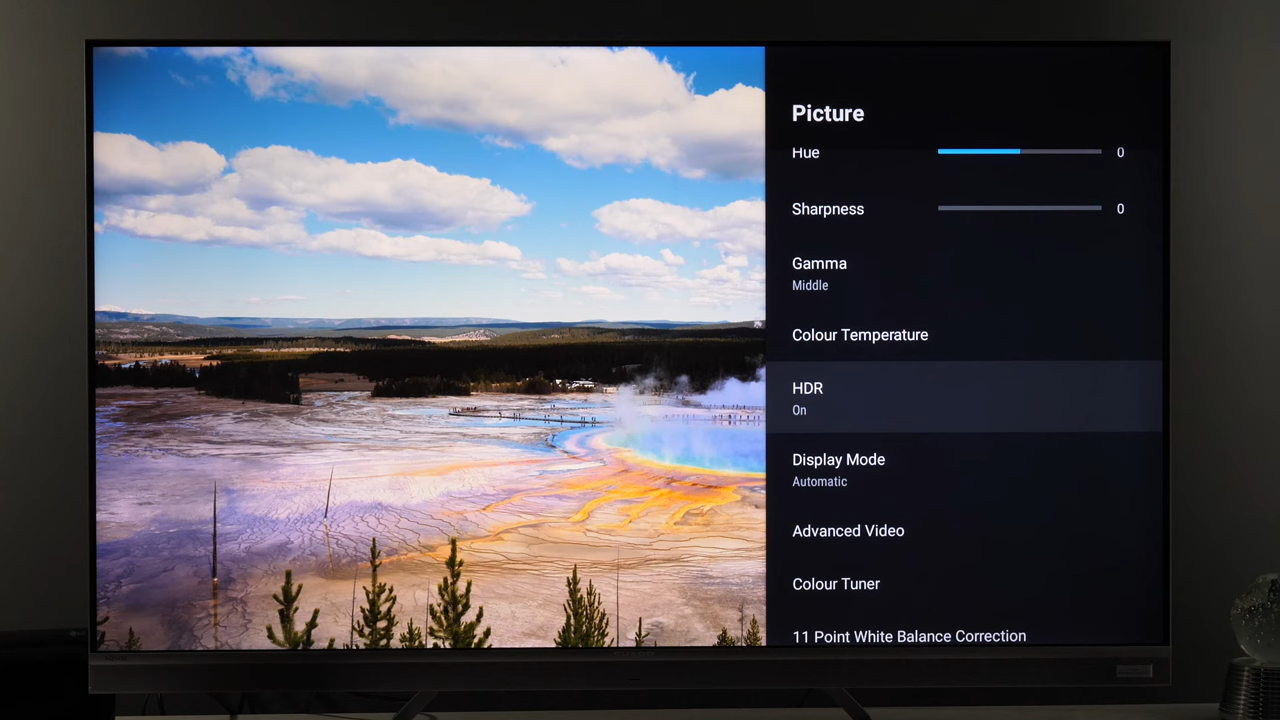 Picture
Hue 0
Sharpness 0
Gamma
Middle
Colour Temperature
HDR
On
Display Mode
Automatic
Advanced Video
Colour Tuner
11 Point White Balance Correction